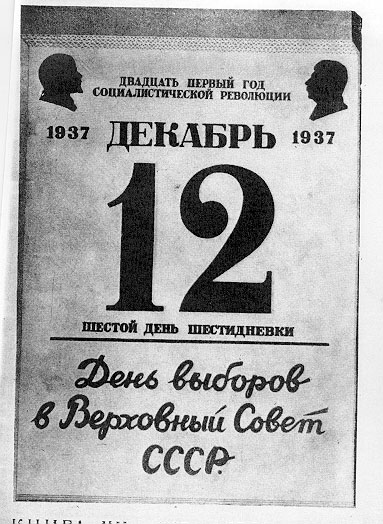 ДВАДЦАТЬ ПЕРВЫЙ ГОД
СОЦИАЛИСТИЧЕСКОЙ РЕВОЛЮЦИИ
1937 ДЕКАБРЬ 1937
12
ШЕСТОЙ ДЕНЬ ШЕСТИДНЕВКИ
День выборов
в Верховный Совет
СССР.